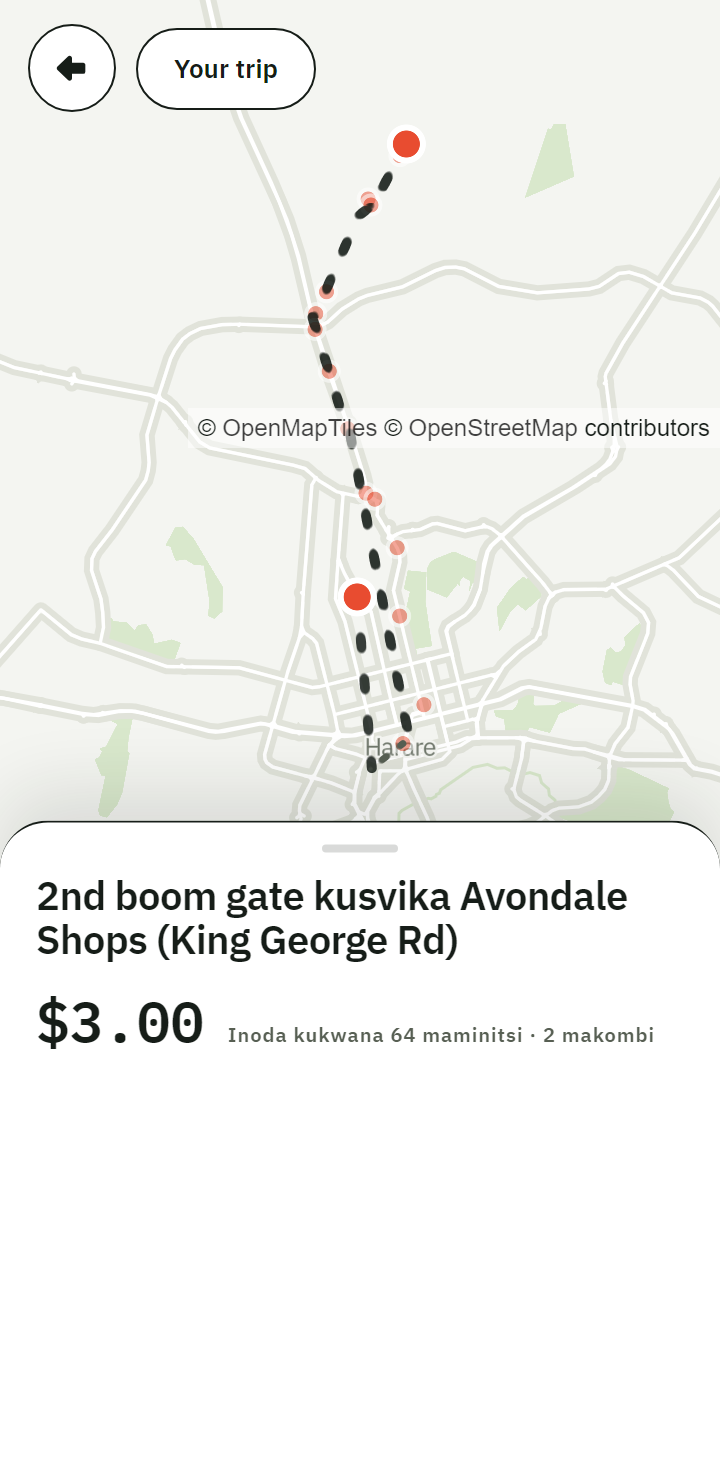 Your trip
© OpenMapTiles © OpenStreetMap contributors
Harare
2nd boom gate kusvika Avondale
Shops (King George Rd)
$3.00 Inoda kukwana 64 maminitsi · 2 makombi